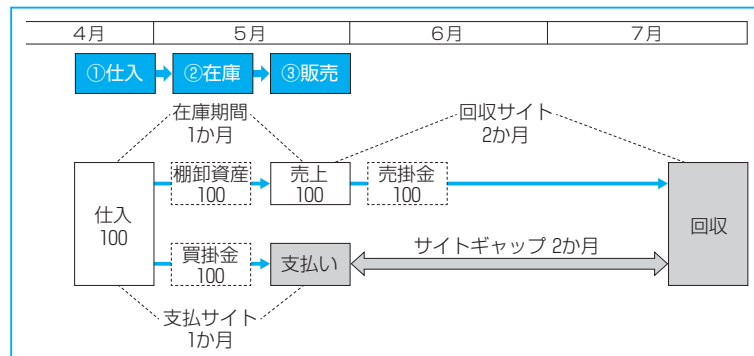 4月 5月 6月 7月
①仕入 ②在庫 ③販売
在庫期間
1か月
回収サイト
2か月
仕入
100
棚卸資産
100
売上
100
売掛金
100
回収
買掛金
100
支払い
サイトギャップ 2か月
支払サイト
1か月